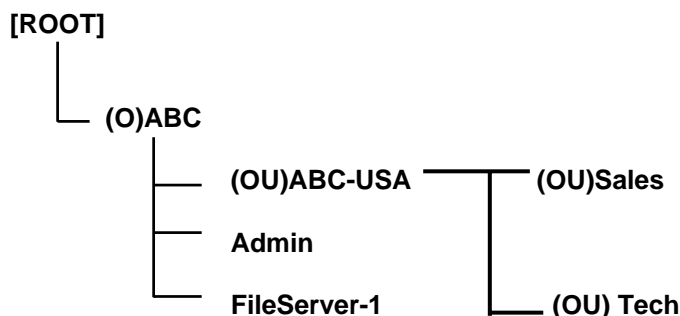 [ROOT]
(O)ABC
(OU)ABC-USA (OU)Sales
Admin
FileServer-1 (OU) Tech